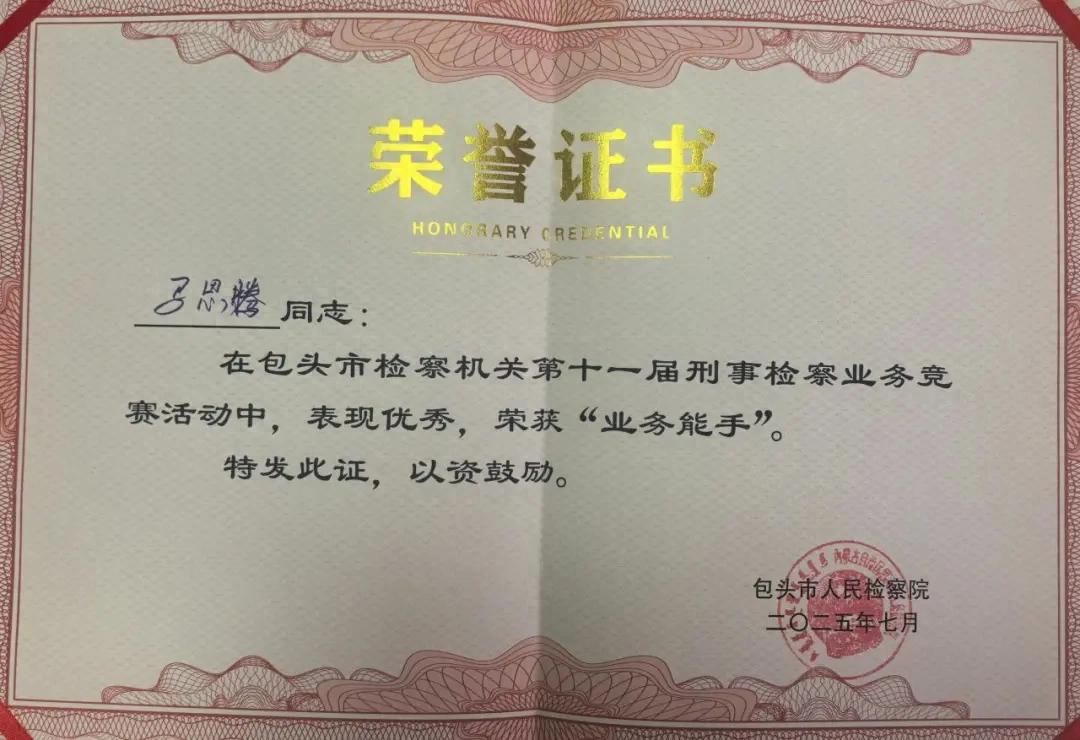 荣誉证书
HONORARY CREDENTIAL
马思腾同志：
在包头市检察机关第十一届刑事检察业务竞
赛活动中，表现优秀，荣获“业务能手”。
特发此证，以资鼓励。
包头市人民检察院
二〇二五年七月